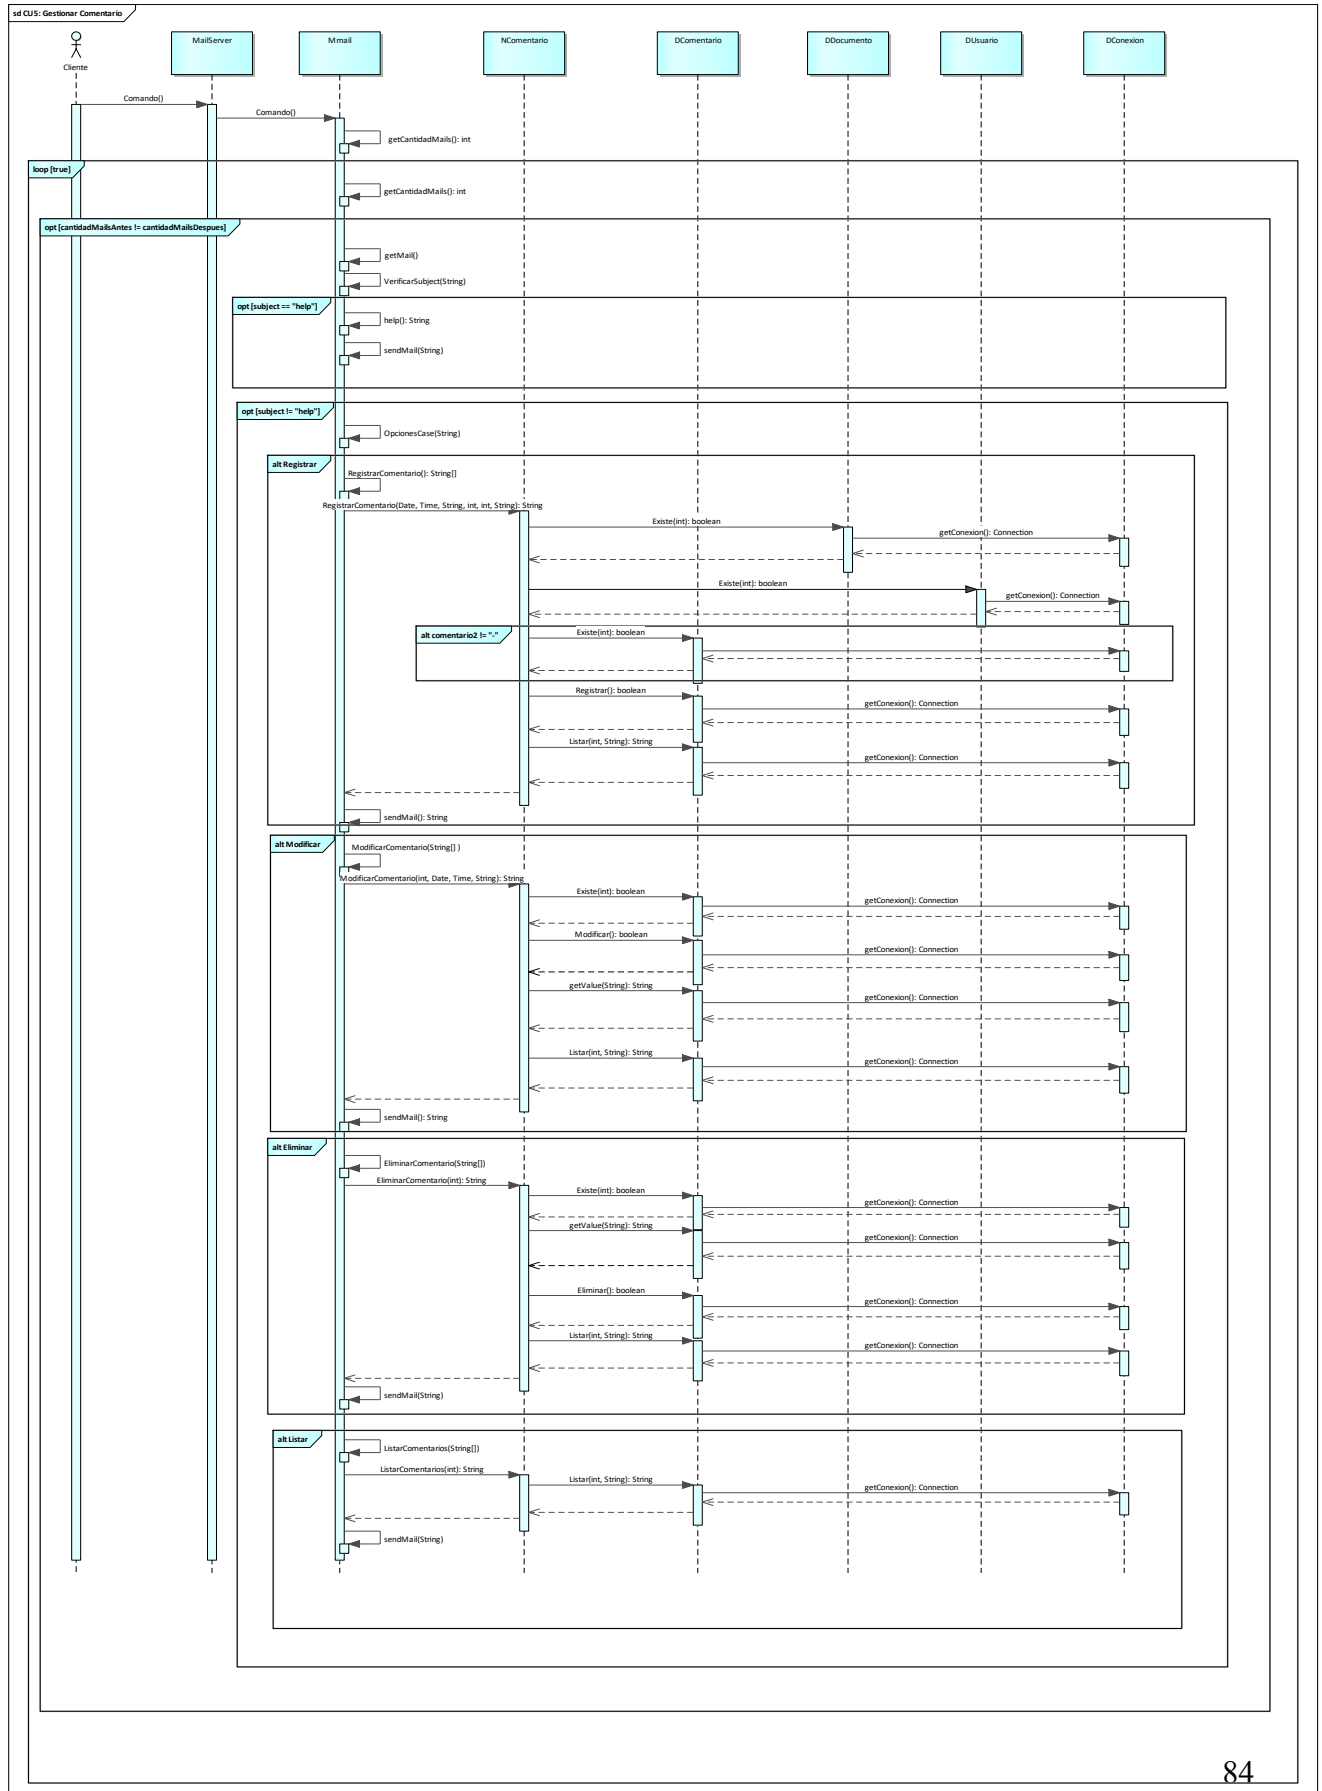 sd CU5: Gestionar Comentario
Cliente
MailServer
Mmail
NComentario
DComentario
DDocumento
DUsuario
DConexion
Comando()
Comando()
getCantidadMails(): int
loop [true]
getCantidadMails(): int
opt [cantidadMailsAntes != cantidadMailsDespues]
getMail()
VerificarSubject(String)
opt [subject == "help"]
help(): String
sendMail(String)
opt [subject != "help"]
OpcionesCase(String)
alt Registrar
RegistrarComentario(): String[]
RegistrarComentario(Date, Time, String, int, int, String): String
Existe(int): boolean
getConexion(): Connection
Existe(int): boolean
getConexion(): Connection
alt comentario2 != "-"
Existe(int): boolean
Registrar(): boolean
getConexion(): Connection
Listar(int, String): String
getConexion(): Connection
sendMail(): String
alt Modificar
ModificarComentario(String[] )
ModificarComentario(int, Date, Time, String): String
Existe(int): boolean
getConexion(): Connection
Modificar(): boolean
getConexion(): Connection
getValue(String): String
getConexion(): Connection
Listar(int, String): String
getConexion(): Connection
sendMail(): String
alt Eliminar
EliminarComentario(String[])
EliminarComentario(int): String
Existe(int): boolean
getConexion(): Connection
getValue(String): String
getConexion(): Connection
Eliminar(): boolean
getConexion(): Connection
Listar(int, String): String
getConexion(): Connection
sendMail(String)
alt Listar
ListarComentarios(String[])
ListarComentarios(int): String
Listar(int, String): String
getConexion(): Connection
sendMail(String)
84